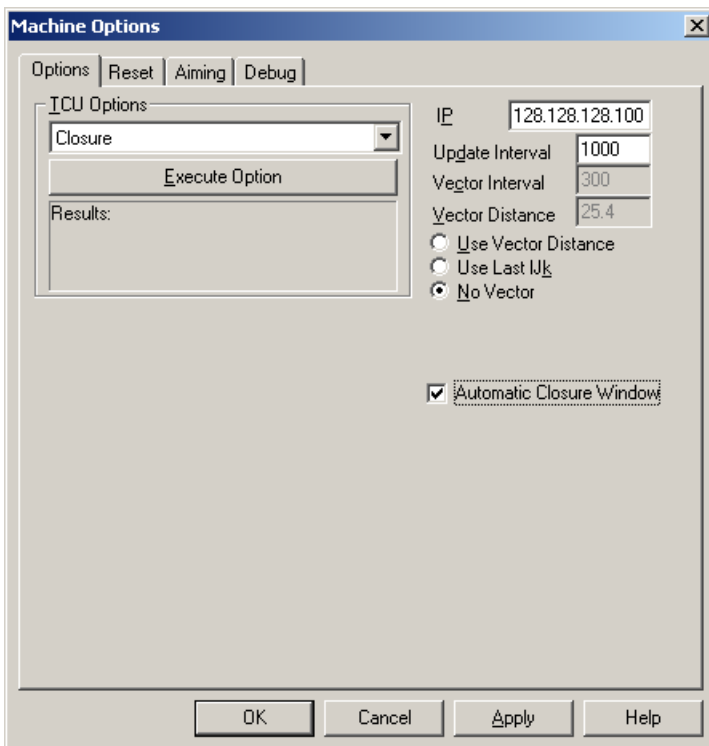 Machine Options
Options Reset Aiming Debug
TCU Options
Closure
Execute Option
Results:
IP 128.128.128.100
Update Interval 1000
Vector Interval 300
Vector Distance 25.4
Use Vector Distance
Use Last IJk
No Vector
Automatic Closure Window
OK Cancel Apply Help